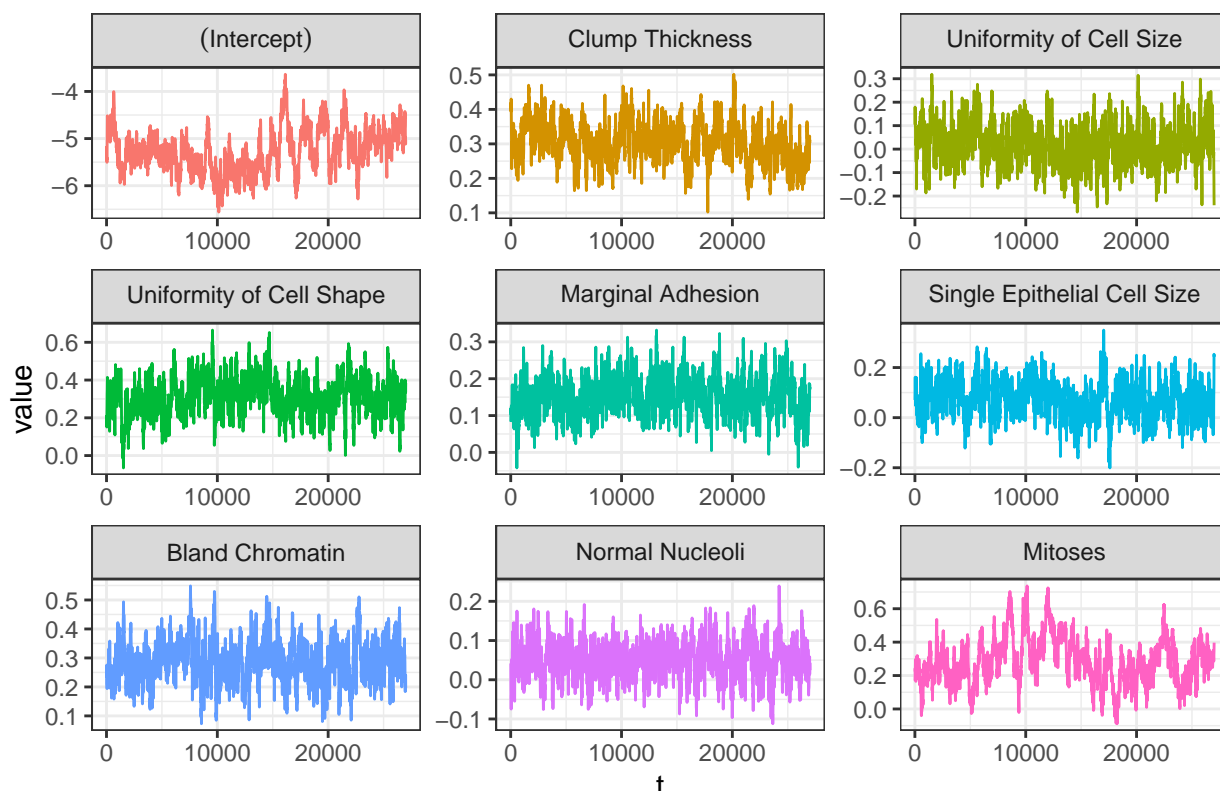 (Intercept)
Clump Thickness
Uniformity of Cell Size
−4
−5
−6
0.5
0.4
0.3
0.2
0.1
0.3
0.2
0.1
0.0
−0.1
−0.2
0 10000 20000
0 10000 20000
0 10000 20000
Uniformity of Cell Shape
Marginal Adhesion
Single Epithelial Cell Size
value
0.6
0.4
0.2
0.0
0.3
0.2
0.1
0.0
0.2
0.0
−0.2
0 10000 20000
0 10000 20000
0 10000 20000
Bland Chromatin
Normal Nucleoli
Mitoses
0.5
0.4
0.3
0.2
0.1
0.2
0.1
0.0
−0.1
0.6
0.4
0.2
0.0
0 10000 20000
0 10000 20000
0 10000 20000
t